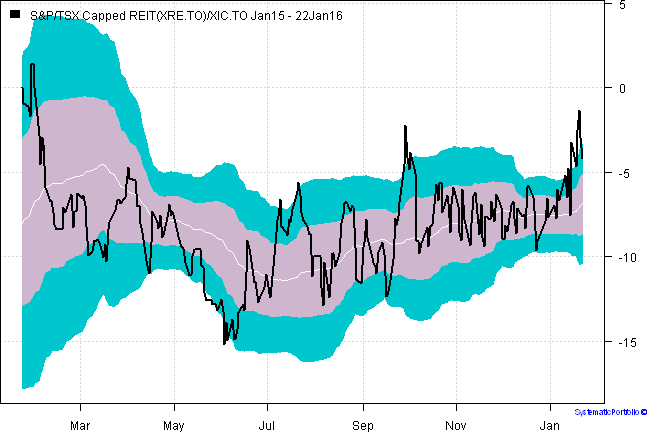 S&P/TSX Capped REIT(XRE.TO)/XIC.TO Jan15 - 22Jan16
5
0
-5
-10
-15
Mar May Jul Sep Nov Jan
SystematicPortfolio ©